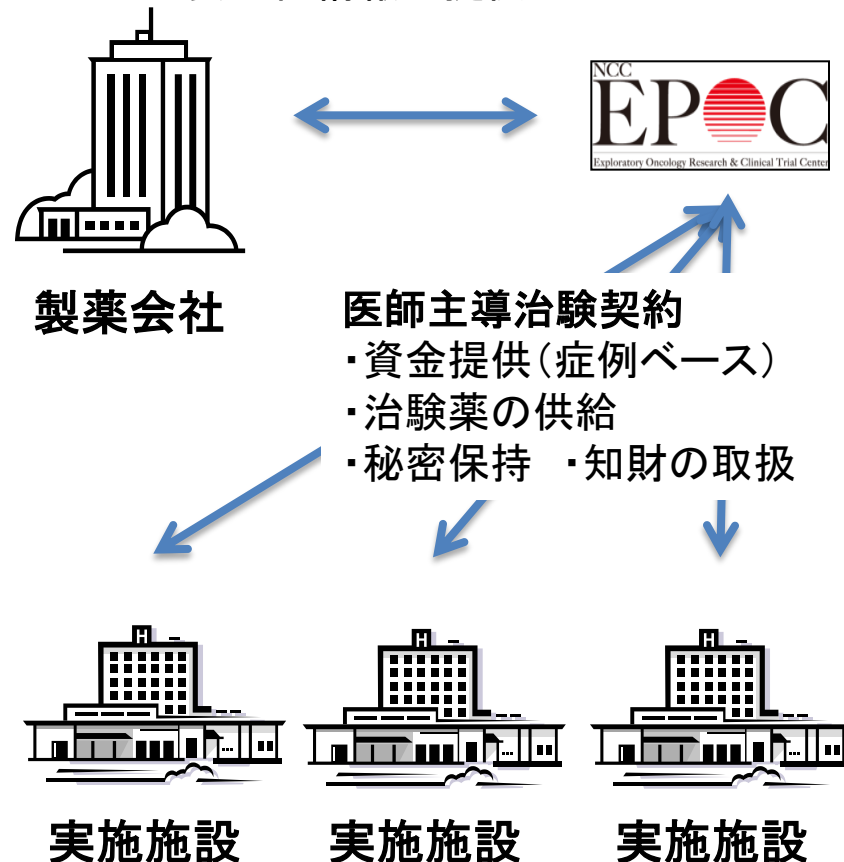 NCC
EPOC
Exploratory Oncology Research & Clinical Trial Center
製薬会社
医師主導治験契約
・資金提供（症例ベース）
・治験薬の供給
・秘密保持　・知財の取扱
H H H
実施施設 実施施設 実施施設